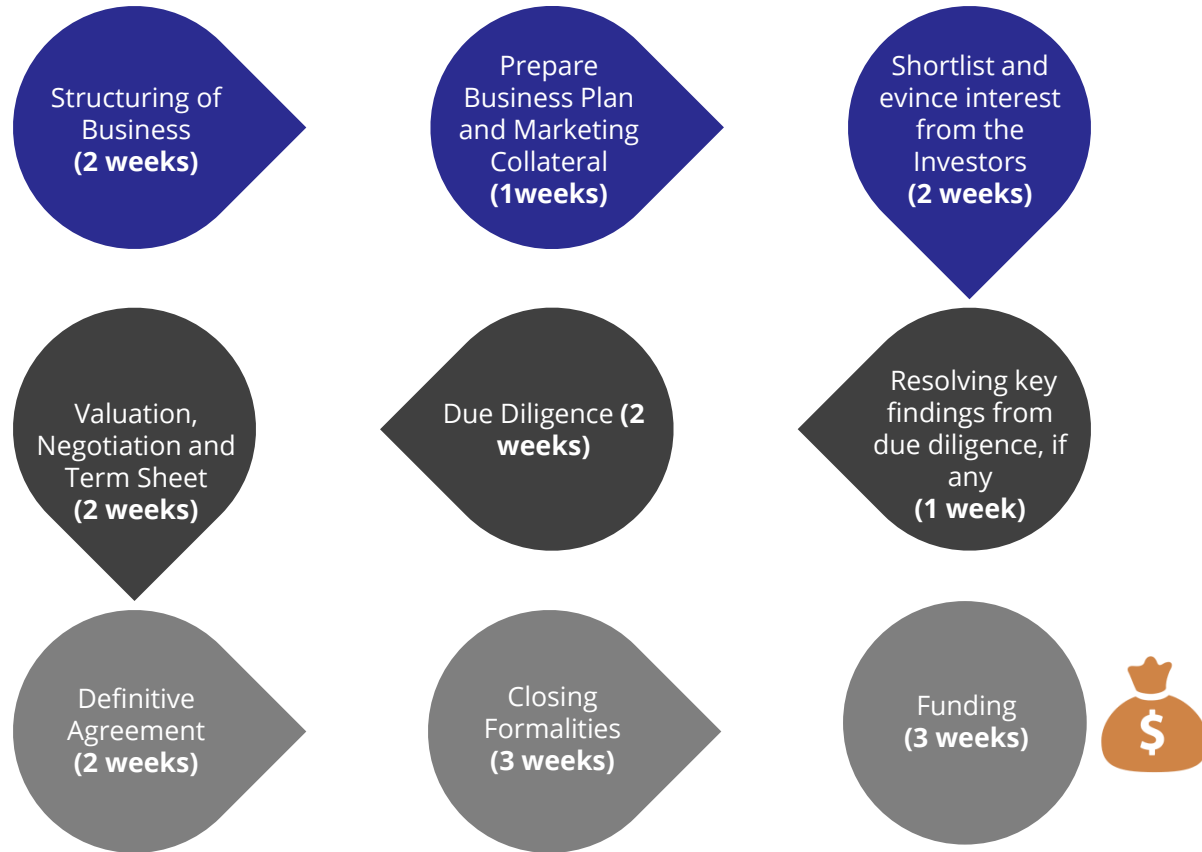 Structuring of
Business
(2 weeks)
Prepare
Business Plan
and Marketing
Collateral
(1weeks)
Shortlist and
evince interest
from the
Investors
(2 weeks)
Valuation,
Negotiation and
Term Sheet
(2 weeks)
Due Diligence (2
weeks)
Resolving key
findings from
due diligence, if
any
(1 week)
Definitive
Agreement
(2 weeks)
Closing
Formalities
(3 weeks)
Funding
(3 weeks)
$